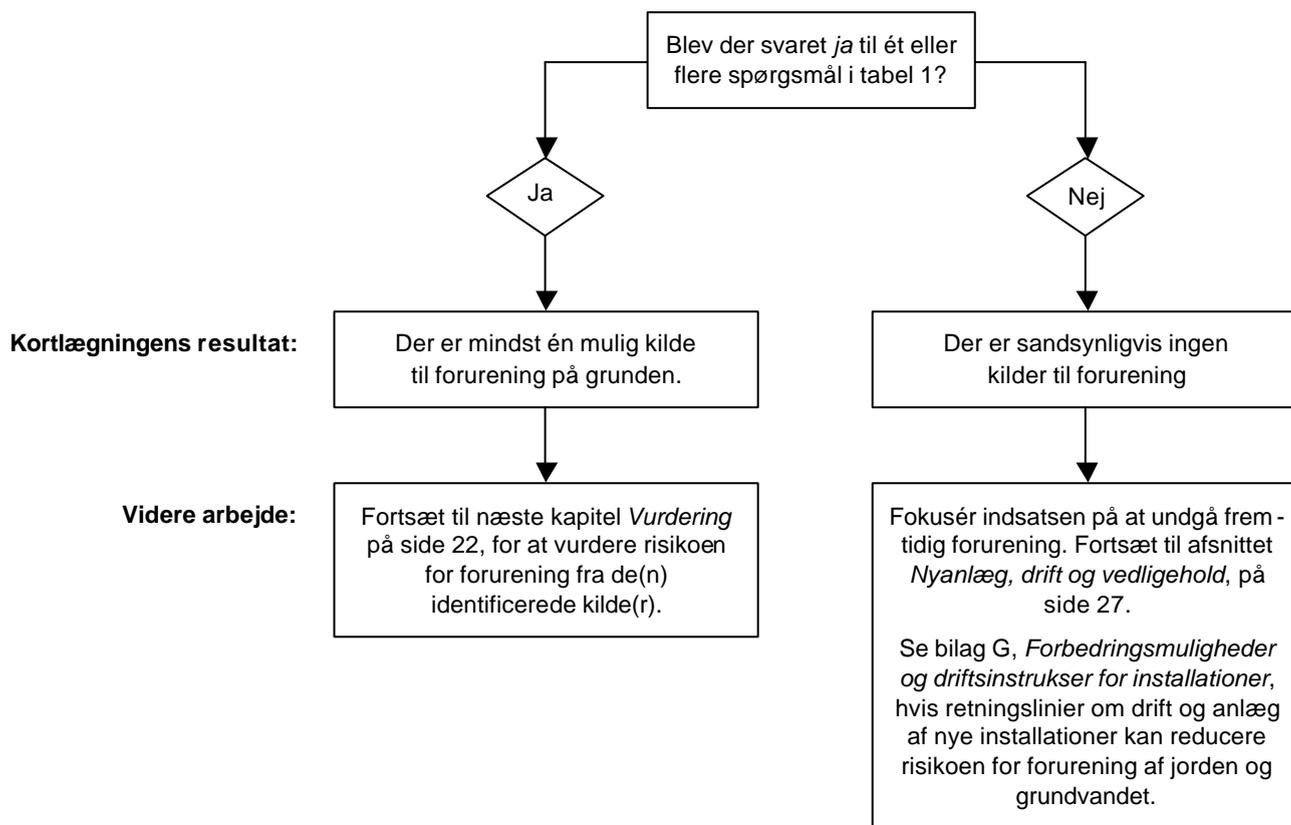 Blev der svaret ja til ét eller
flere spørgsmål i tabel 1?
Ja
Nej
Kortlægningens resultat:
Der er mindst én mulig kilde
til forurening på grunden.
Der er sandsynligvis ingen
kilder til forurening
Videre arbejde:
Fortsæt til næste kapitel Vurdering
på side 22, for at vurdere risikoen
for forurening fra de(n)
identificerede kilde(r).
Fokusér indsatsen på at undgå frem-
tidig forurening. Fortsæt til afsnittet
Nyanlæg, drift og vedligehold, på
side 27.
Se bilag G, Forbedringsmuligheder
og driftsinstrukser for installationer,
hvis retningslinier om drift og anlæg
af nye installationer kan reducere
risikoen for forurening af jorden og
grundvandet.